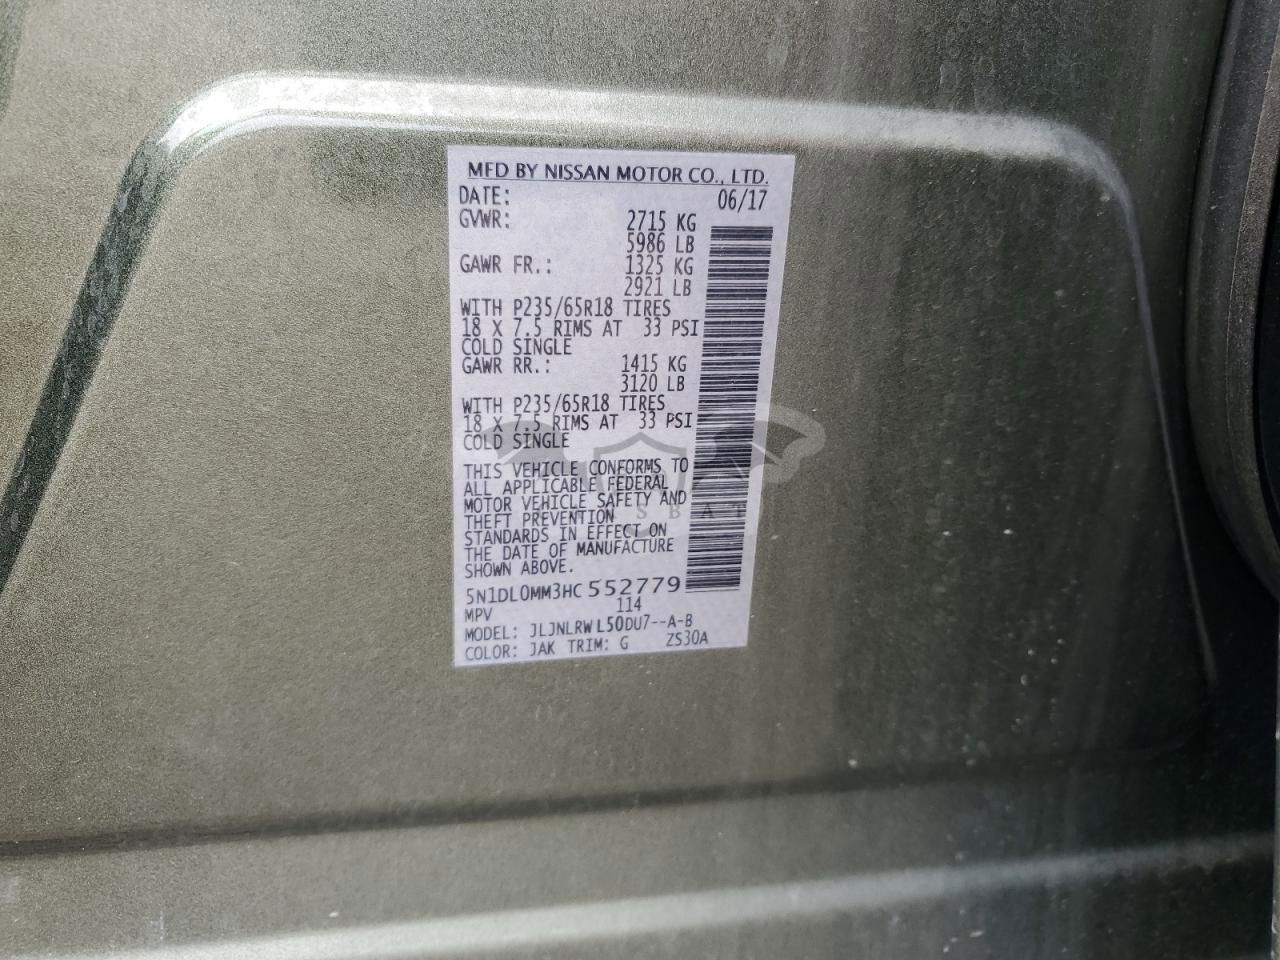 MFD BY NISSAN MOTOR CO., LTD.
DATE: 06/17
GVWR: 2715 KG
5986 LB
GAWR FR.: 1325 KG
2921 LB
WITH P235/65R18 TIRES
18 X 7.5 RIMS AT 33 PSI
COLD SINGLE
GAWR RR.: 1415 KG
3120 LB
WITH P235/65R18 TIRES
18 X 7.5 RIMS AT 33 PSI
COLD SINGLE
THIS VEHICLE CONFORMS TO
ALL APPLICABLE FEDERAL
MOTOR VEHICLE SAFETY AND
THEFT PREVENTION
STANDARDS IN EFFECT ON
THE DATE OF MANUFACTURE
SHOWN ABOVE.
5N1DL0MM3HC552779
MPV 114
MODEL: JLJNLRWL50DU7--A-B
COLOR: JAK TRIM: G ZS30A